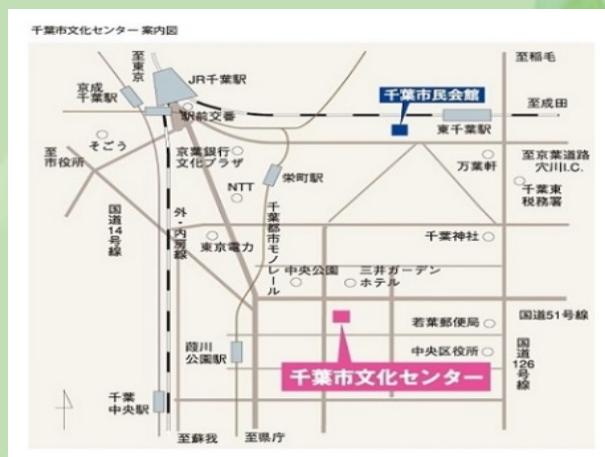 千葉市文化センター 案内図
至東京
JR千葉駅
至稲毛
京成
千葉駅
千葉市民会館
至成田
駅前交番
東千葉駅
そごう
至
市役所
京葉銀行
文化プラザ
栄町駅
万葉軒
至京葉道路
穴川I.C.
NTT
千葉東
税務署
国道14号線
外・内房線
千葉都市モノレール
東京電力
千葉神社
中央公園
三井ガーデン
ホテル
国道51号線
若葉郵便局
葭川
公園駅
中央区役所
国道126号線
千葉市文化センター
千葉
中央駅
至蘇我
至県庁